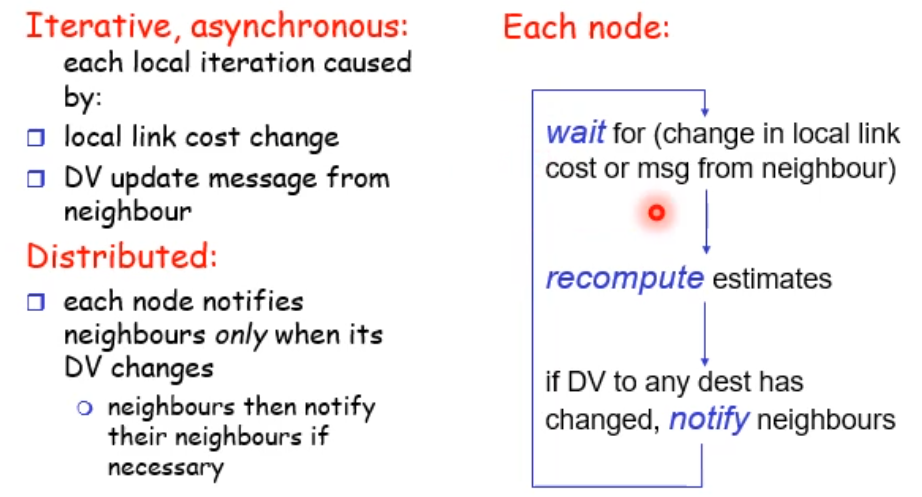 Iterative, asynchronous:
each local iteration caused
by:
local link cost change
DV update message from
neighbour
Distributed:
each node notifies
neighbours only when its
DV changes
neighbours then notify
their neighbours if
necessary
Each node:
wait for (change in local link
cost or msg from neighbour)
recompute estimates
if DV to any dest has
changed, notify neighbours